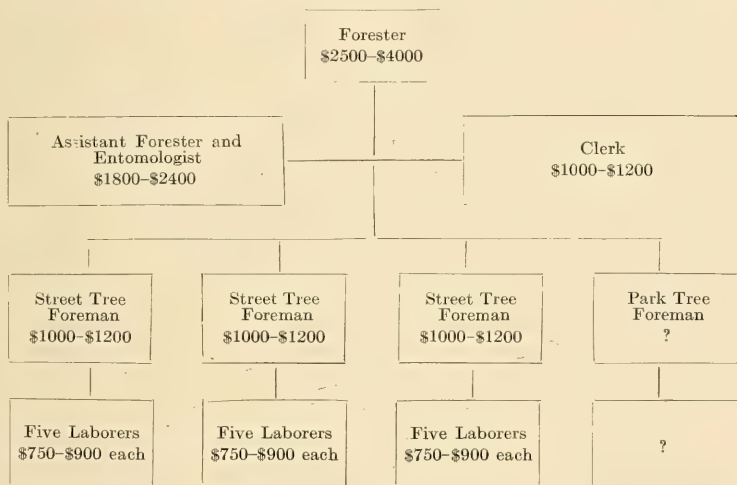 Forester
$2500–$4000
Assistant Forester and
Entomologist
$1800–$2400
Clerk
$1000–$1200
Street Tree
Foreman
$1000–$1200
Street Tree
Foreman
$1000–$1200
Street Tree
Foreman
$1000–$1200
Park Tree
Foreman
?
Five Laborers
$750–$900 each
Five Laborers
$750–$900 each
Five Laborers
$750–$900 each
?